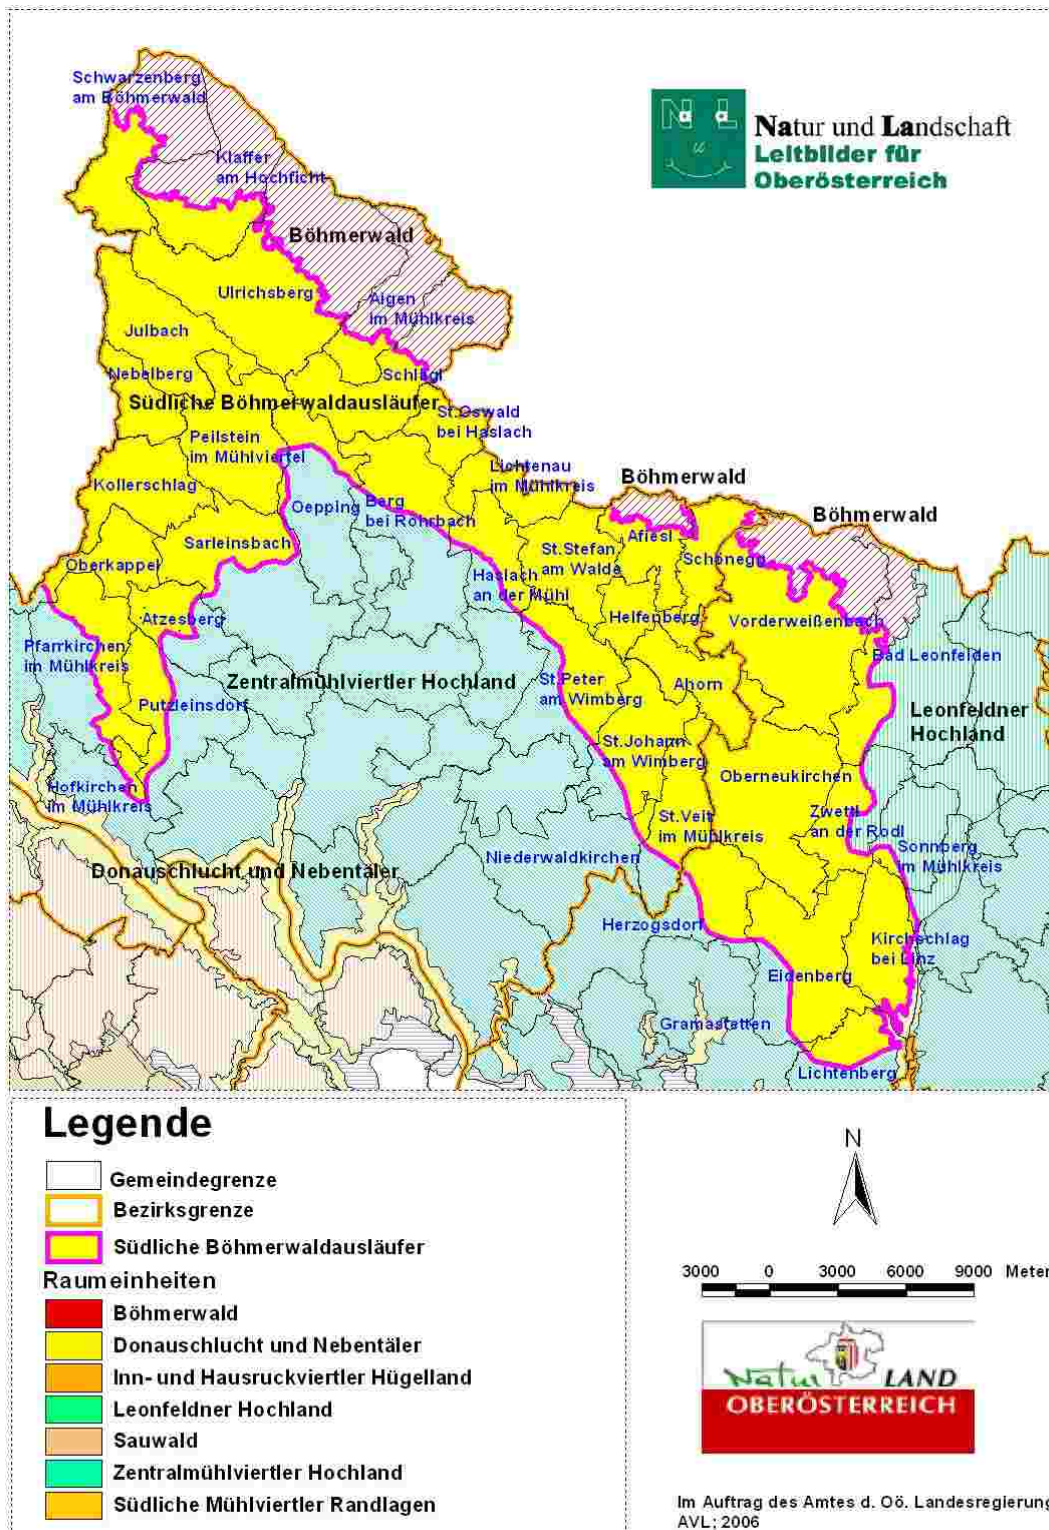 Schwarzenberg
am Böhmerwald
Klaffer
am Hochficht
Böhmerwald
Natur und Landschaft
Leitbilder für
Oberösterreich
Na La
Ulrichsberg
Aigen
im Mühlkreis
Julbach
Nebelberg
Schlägl
Südliche Böhmerwaldausläufer
St.Oswald
bei Haslach
Peilstein
im Mühlviertel
Lichtenau
im Mühlkreis
Böhmerwald
Kollerschlag
Oepping
Berg
bei Rohrbach
Böhmerwald
Sarleinsbach
Afiesl
St.Stefan
am Walde
Schönegg
Oberkappel
Haslach
an der Mühl
Atzesberg
Helfenberg
Vorderweißenbach
Pfarrkirchen
im Mühlkreis
Bad Leonfelden
Zentralmühlviertler Hochland
St.Peter
am Wimberg
Ahorn
Putzleinsdorf
Leonfeldner
Hochland
St.Johann
am Wimberg
Oberneukirchen
Hofkirchen
im Mühlkreis
St.Veit
im Mühlkreis
Zwettl
an der Rodl
Sonnberg
im Mühlkreis
Niederwaldkirchen
Donauschlucht und Nebentäler
Herzogsdorf
Kirchschlag
bei Linz
Eidenberg
Gramastetten
Lichtenberg
Legende
Gemeindegrenze
Bezirksgrenze
Südliche Böhmerwaldausläufer
Raumeinheiten
Böhmerwald
Donauschlucht und Nebentäler
Inn- und Hausruckviertler Hügelland
Leonfeldner Hochland
Sauwald
Zentralmühlviertler Hochland
Südliche Mühlviertler Randlagen
N
3000 0 3000 6000 9000 Meter
Natur LAND
OBERÖSTERREICH
Im Auftrag des Amtes d. Oö. Landesregierung
AVL; 2006